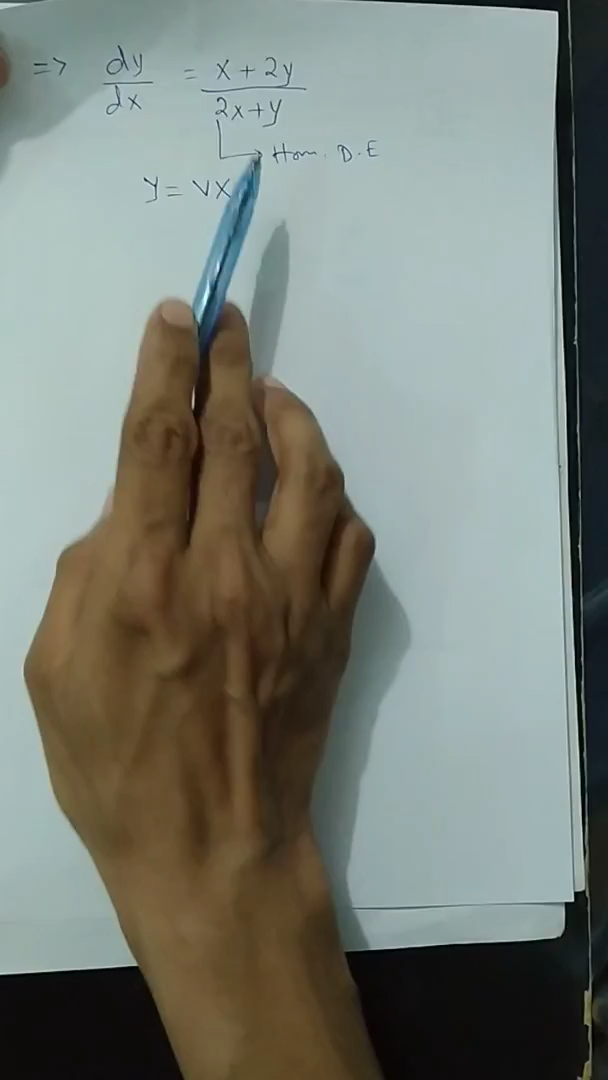 => dy/dx = x + 2y / 2x+y
Hom. D.E
y = vx